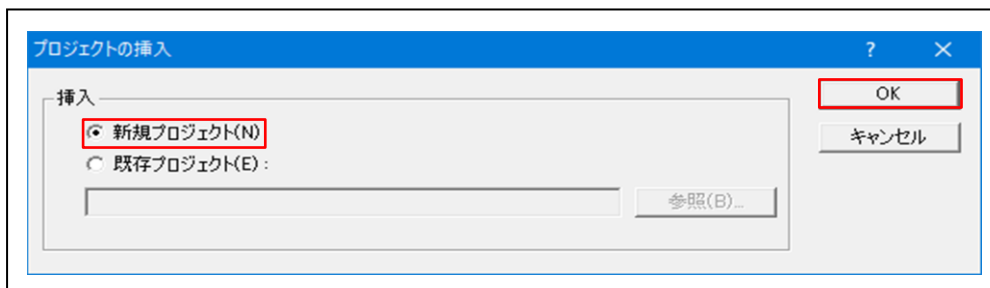 プロジェクトの挿入
挿入
新規プロジェクト(N)
既存プロジェクト(E) :
参照(B)...
OK
キャンセル